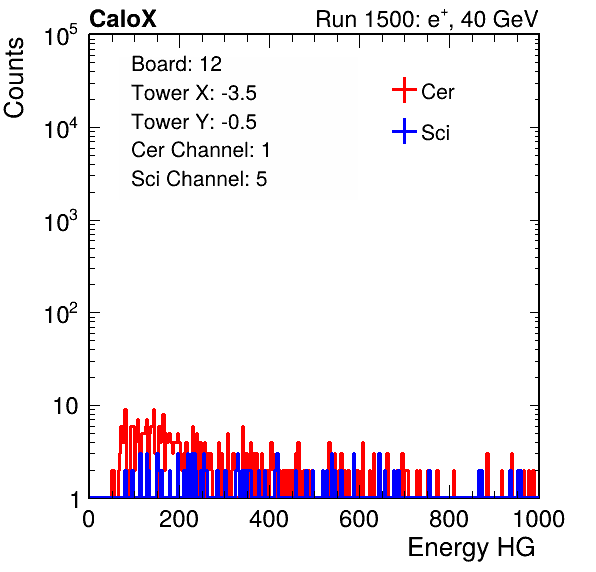 CaloX Run 1500: e+, 40 GeV
Counts
10^5
10^4
10^3
10^2
10
1
Board: 12
Tower X: -3.5
Tower Y: -0.5
Cer Channel: 1
Sci Channel: 5
Cer
Sci
0 200 400 600 800 1000
Energy HG